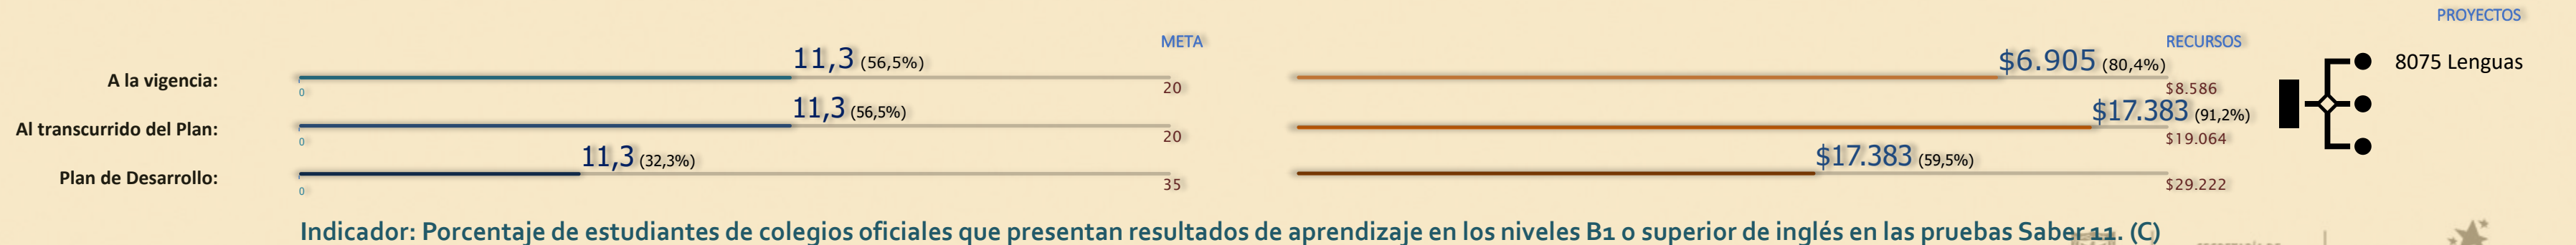 PROYECTOS
META
RECURSOS
A la vigencia:
0
11,3 (56,5%)
20
$6.905 (80,4%)
$8.586
8075 Lenguas
Al transcurrido del Plan:
0
11,3 (56,5%)
20
$17.383 (91,2%)
$19.064
Plan de Desarrollo:
0
11,3 (32,3%)
35
$17.383 (59,5%)
$29.222
Indicador: Porcentaje de estudiantes de colegios oficiales que presentan resultados de aprendizaje en los niveles B1 o superior de inglés en las pruebas Saber 11. (C)